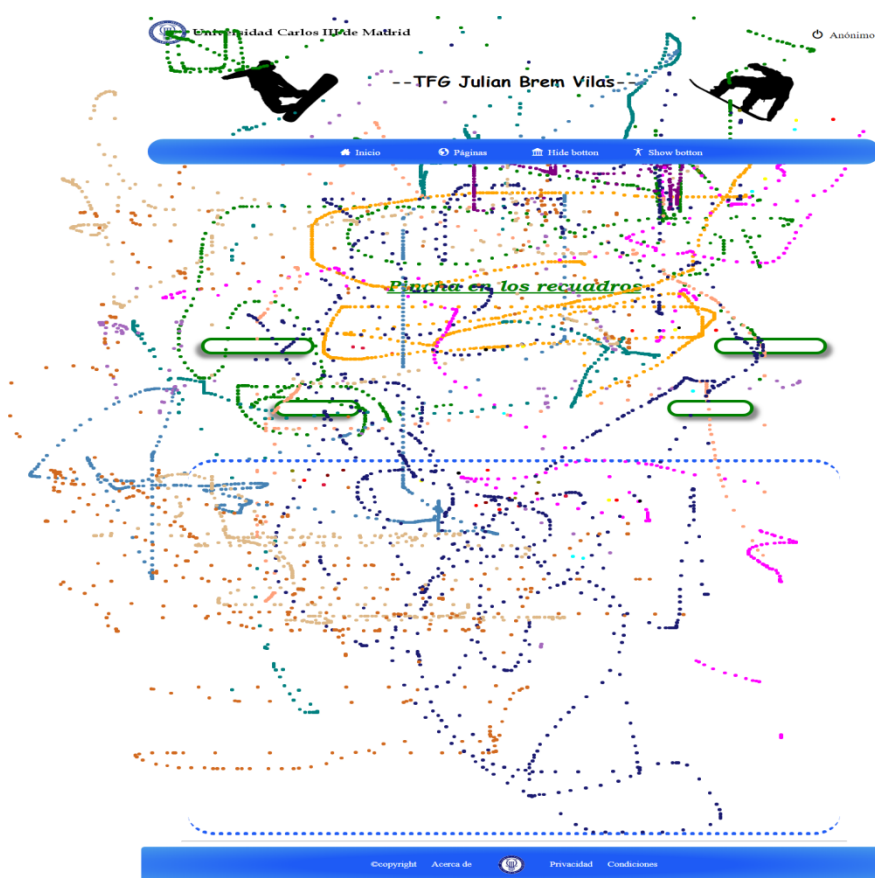 Universidad Carlos III de Madrid
Anónimo
--TFG Julian Brem Vilas--
Inicio Páginas Hide botton Show botton
Pincha en los recuadros
©copyright Acerca de Privacidad Condiciones